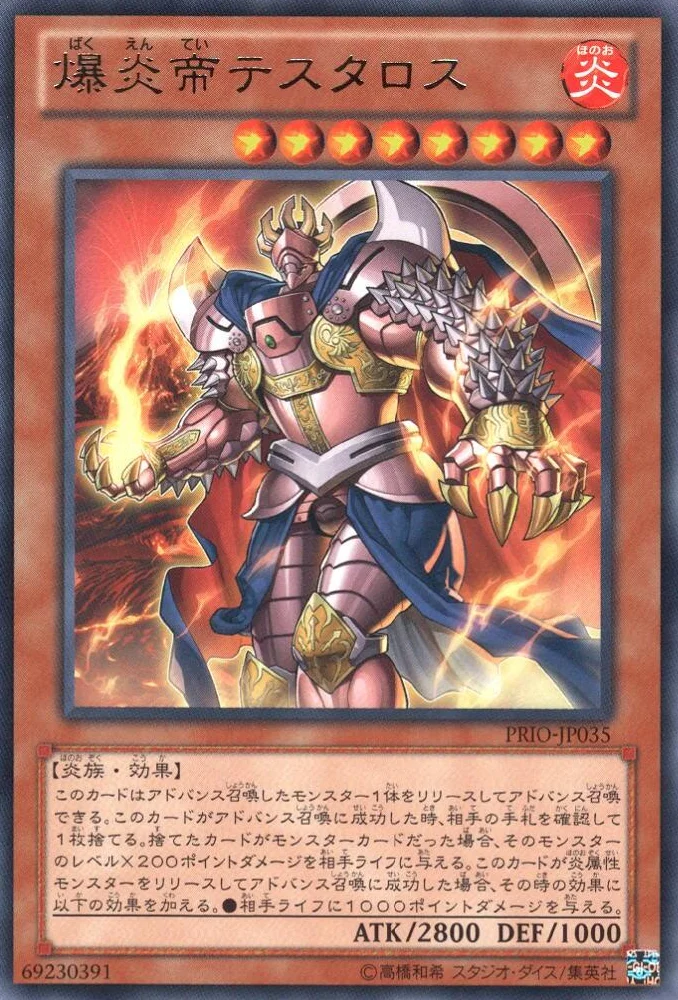 爆炎帝テスタロス
ばく えん てい
炎
ほのお
PRIO-JP035
【炎族・効果】
このカードはアドバンス召喚したモンスター1体をリリースしてアドバンス召喚
できる。このカードがアドバンス召喚に成功した時、相手の手札を確認して
1枚捨てる。捨てたカードがモンスターカードだった場合、そのモンスター
のレベル×200ポイントダメージを相手ライフに与える。このカードが炎属性
モンスターをリリースしてアドバンス召喚に成功した場合、その時の効果に
以下の効果を加える。●相手ライフに1000ポイントダメージを与える。
ATK/2800 DEF/1000
69230391
©高橋和希 スタジオ・ダイス/集英社